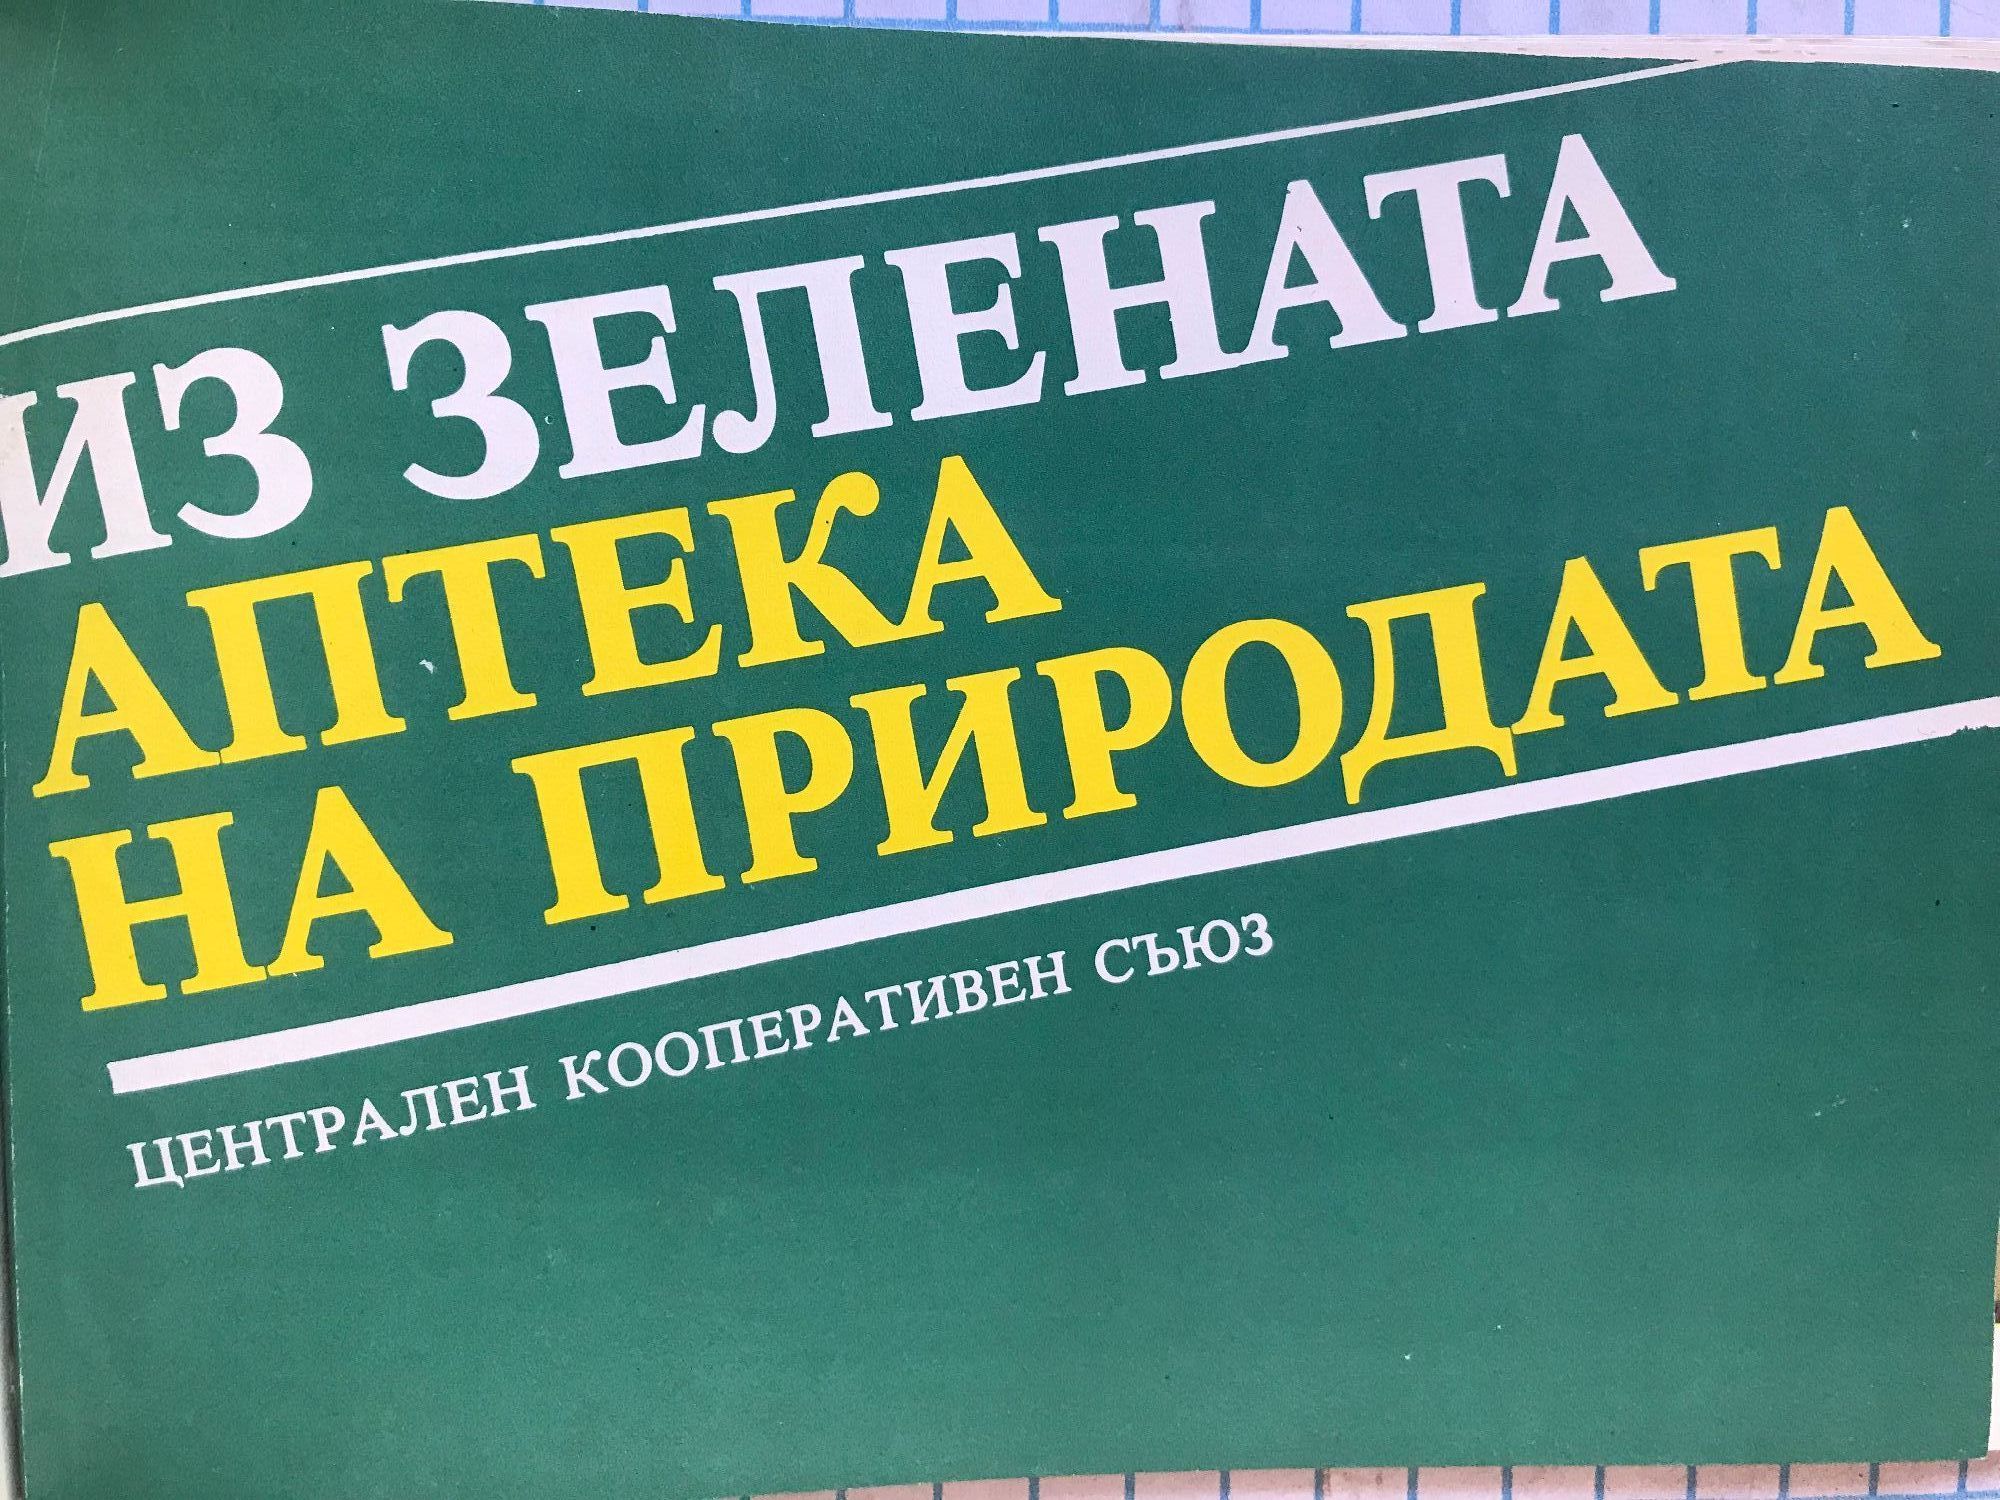 ИЗ ЗЕЛЕНАТА
АПТЕКА
НА ПРИРОДАТА
ЦЕНТРАЛЕН КООПЕРАТИВЕН СЪЮЗ